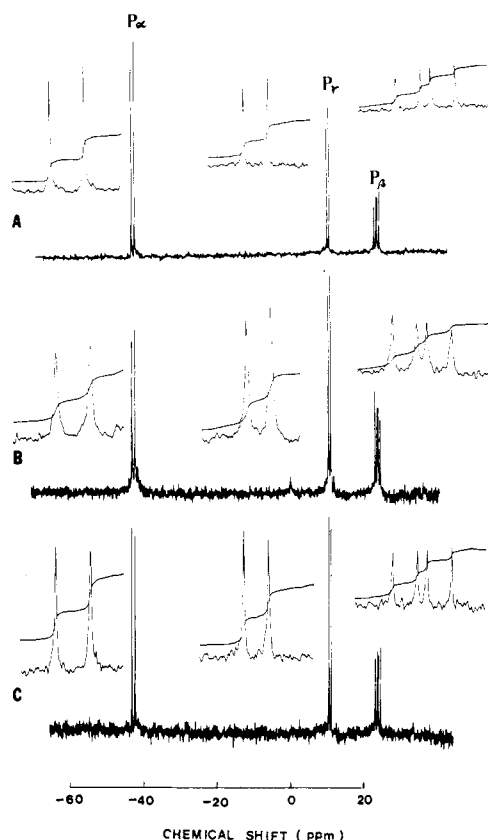 Pα
Pγ
Pβ
A
B
C
-60 -40 -20 0 20
CHEMICAL SHIFT ( ppm )